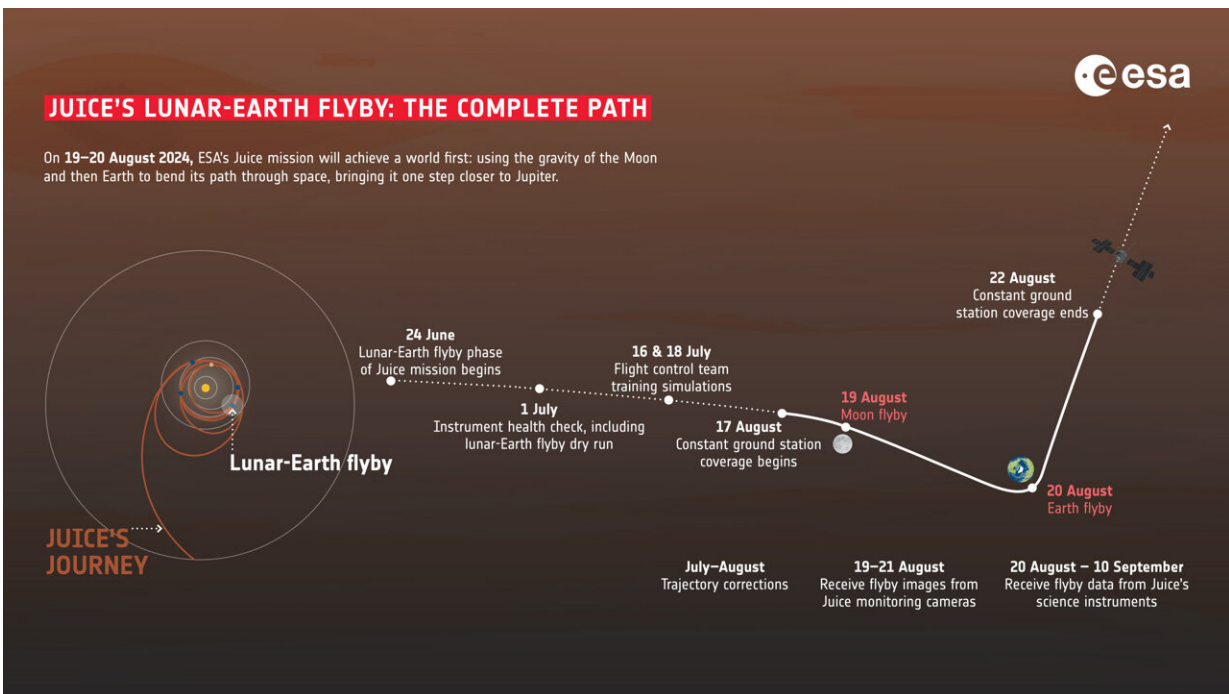 esa
JUICE'S LUNAR-EARTH FLYBY: THE COMPLETE PATH
On 19–20 August 2024, ESA's Juice mission will achieve a world first: using the gravity of the Moon
and then Earth to bend its path through space, bringing it one step closer to Jupiter.
22 August
Constant ground
station coverage ends
24 June
Lunar-Earth flyby phase
of Juice mission begins
16 & 18 July
Flight control team
training simulations
1 July
Instrument health check, including
lunar-Earth flyby dry run
19 August
Moon flyby
17 August
Constant ground station
coverage begins
Lunar-Earth flyby
20 August
Earth flyby
JUICE'S
JOURNEY
July–August
Trajectory corrections
19–21 August
Receive flyby images from
Juice monitoring cameras
20 August – 10 September
Receive flyby data from Juice's
science instruments